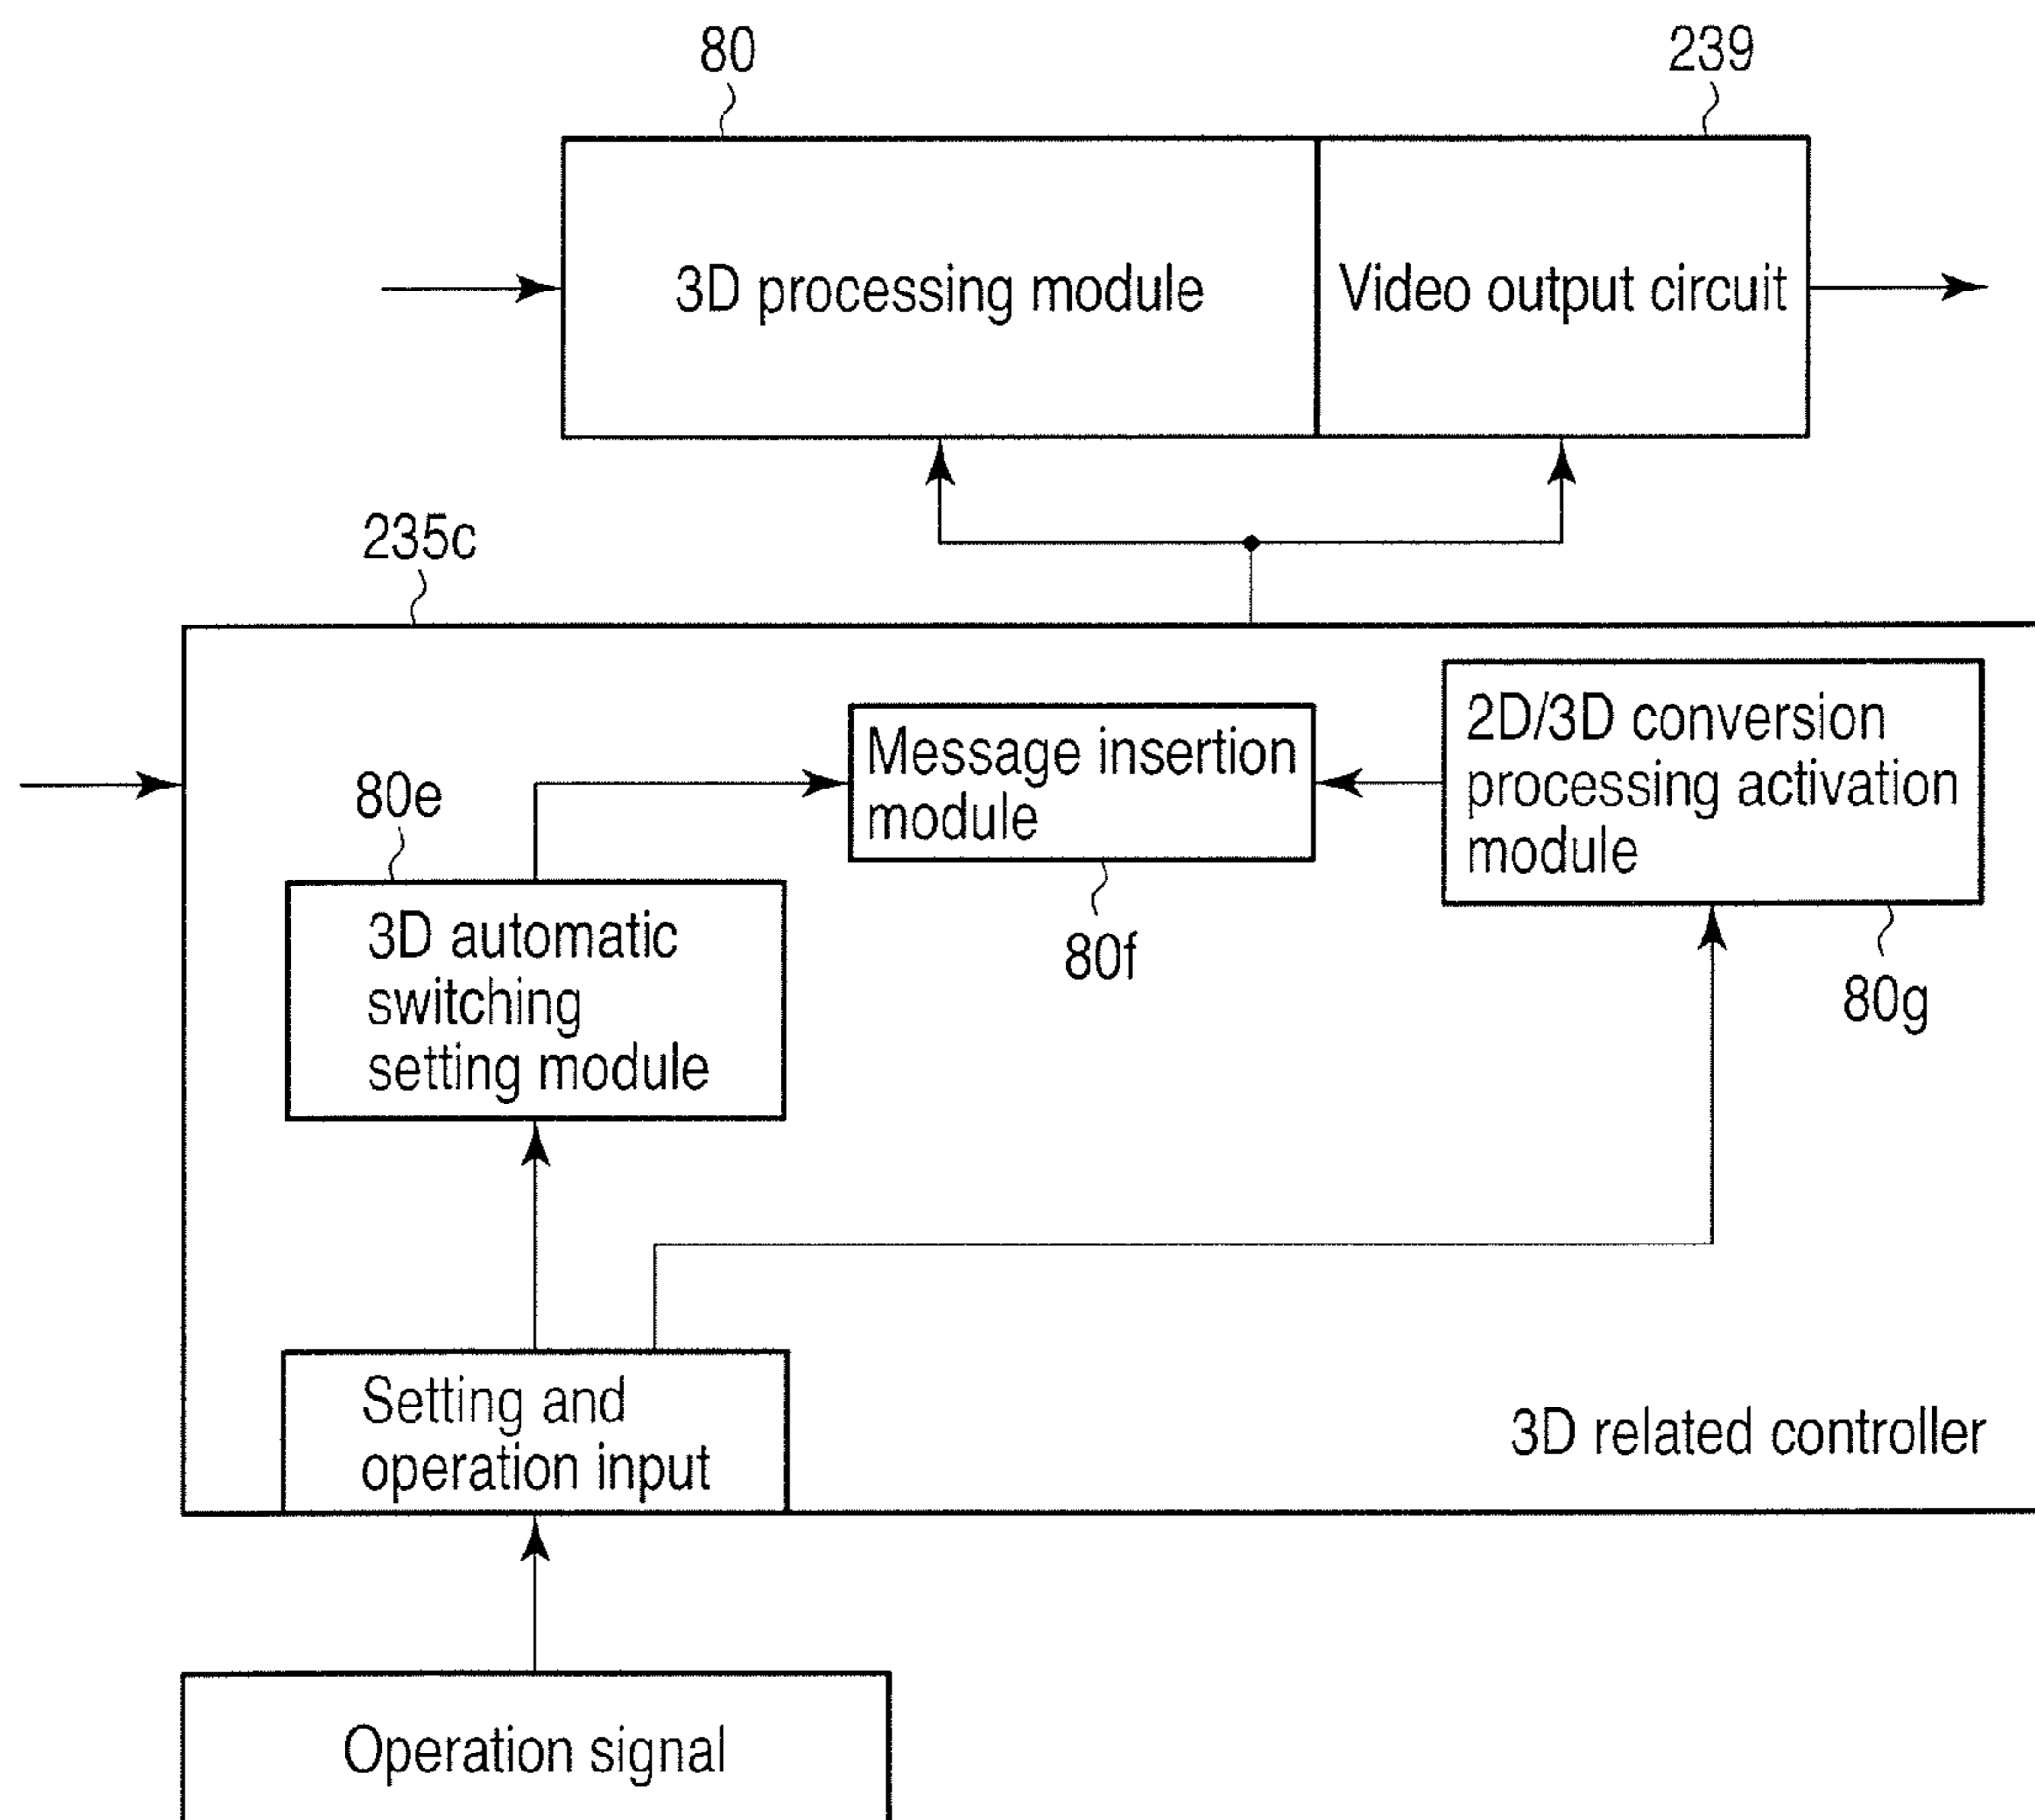 80
239
3D processing module
Video output circuit
235c
2D/3D conversion
processing activation
module
Message insertion
module
80e
80f
80g
3D automatic
switching
setting module
Setting and
operation input
3D related controller
Operation signal